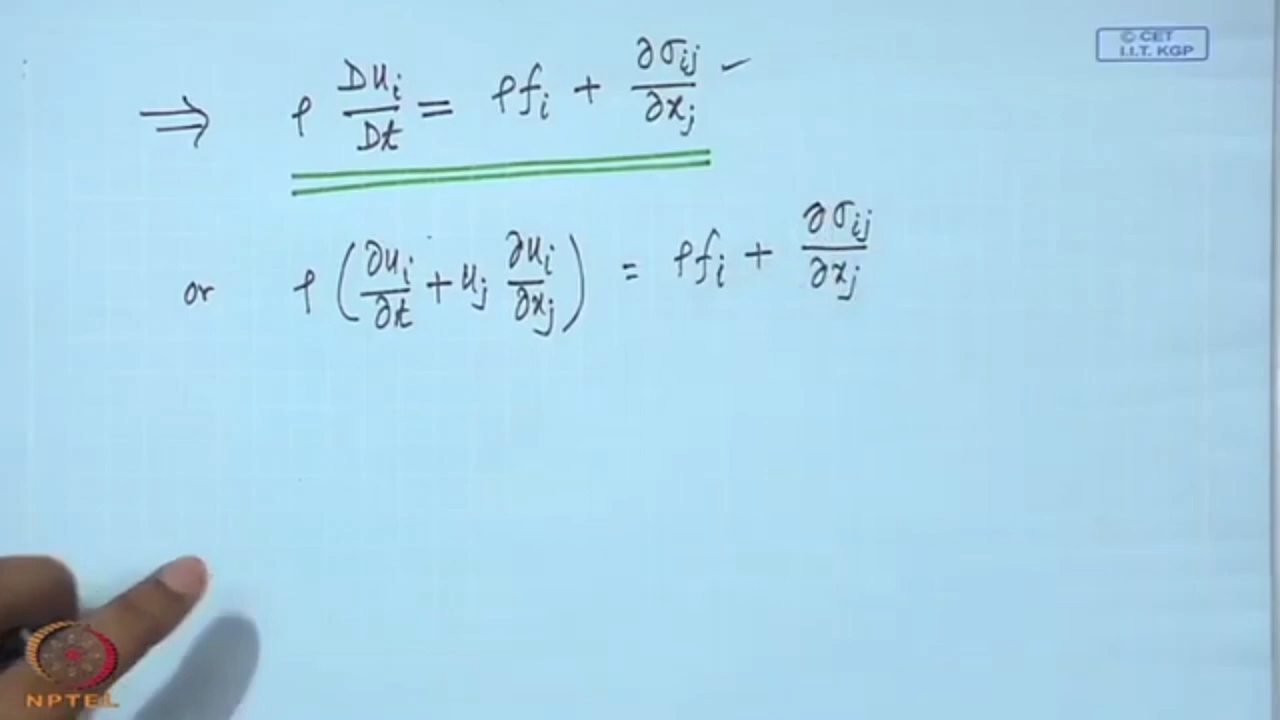 © CET
I.I.T. KGP
⇒ ρ Du_i/Dt = ρf_i + ∂σ_ij/∂x_j ✓
or ρ(∂u_i/∂t + u_j ∂u_i/∂x_j) = ρf_i + ∂σ_ij/∂x_j
NPTEL